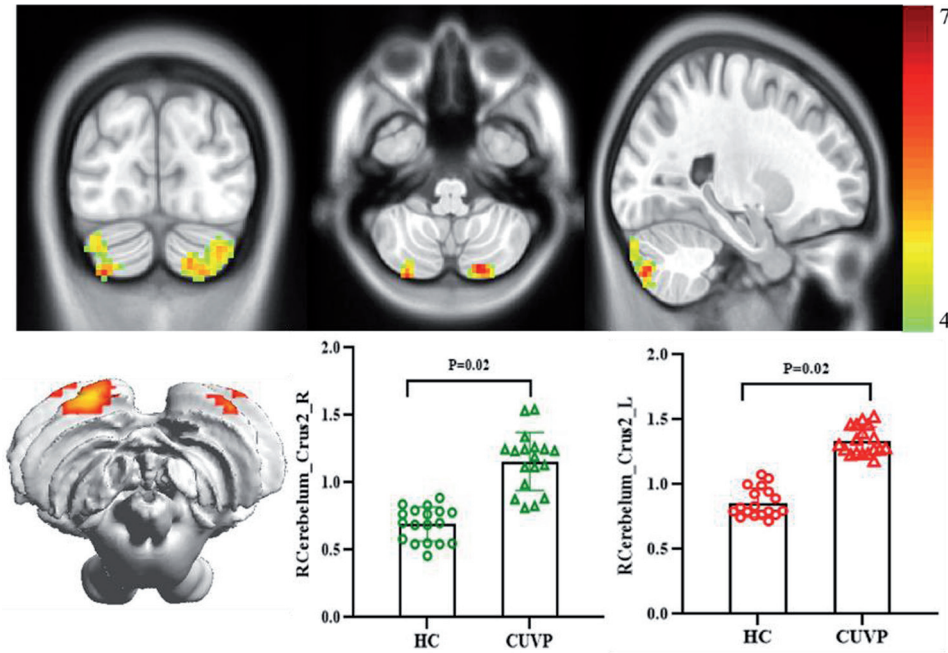 7
4
2.0
P=0.02
1.5
RCerebelum_Crus2_R
1.0
0.5
0.0
HC
CUVP
2.0
P=0.02
1.5
RCerebelum_Crus2_L
1.0
0.5
0.0
HC
CUVP